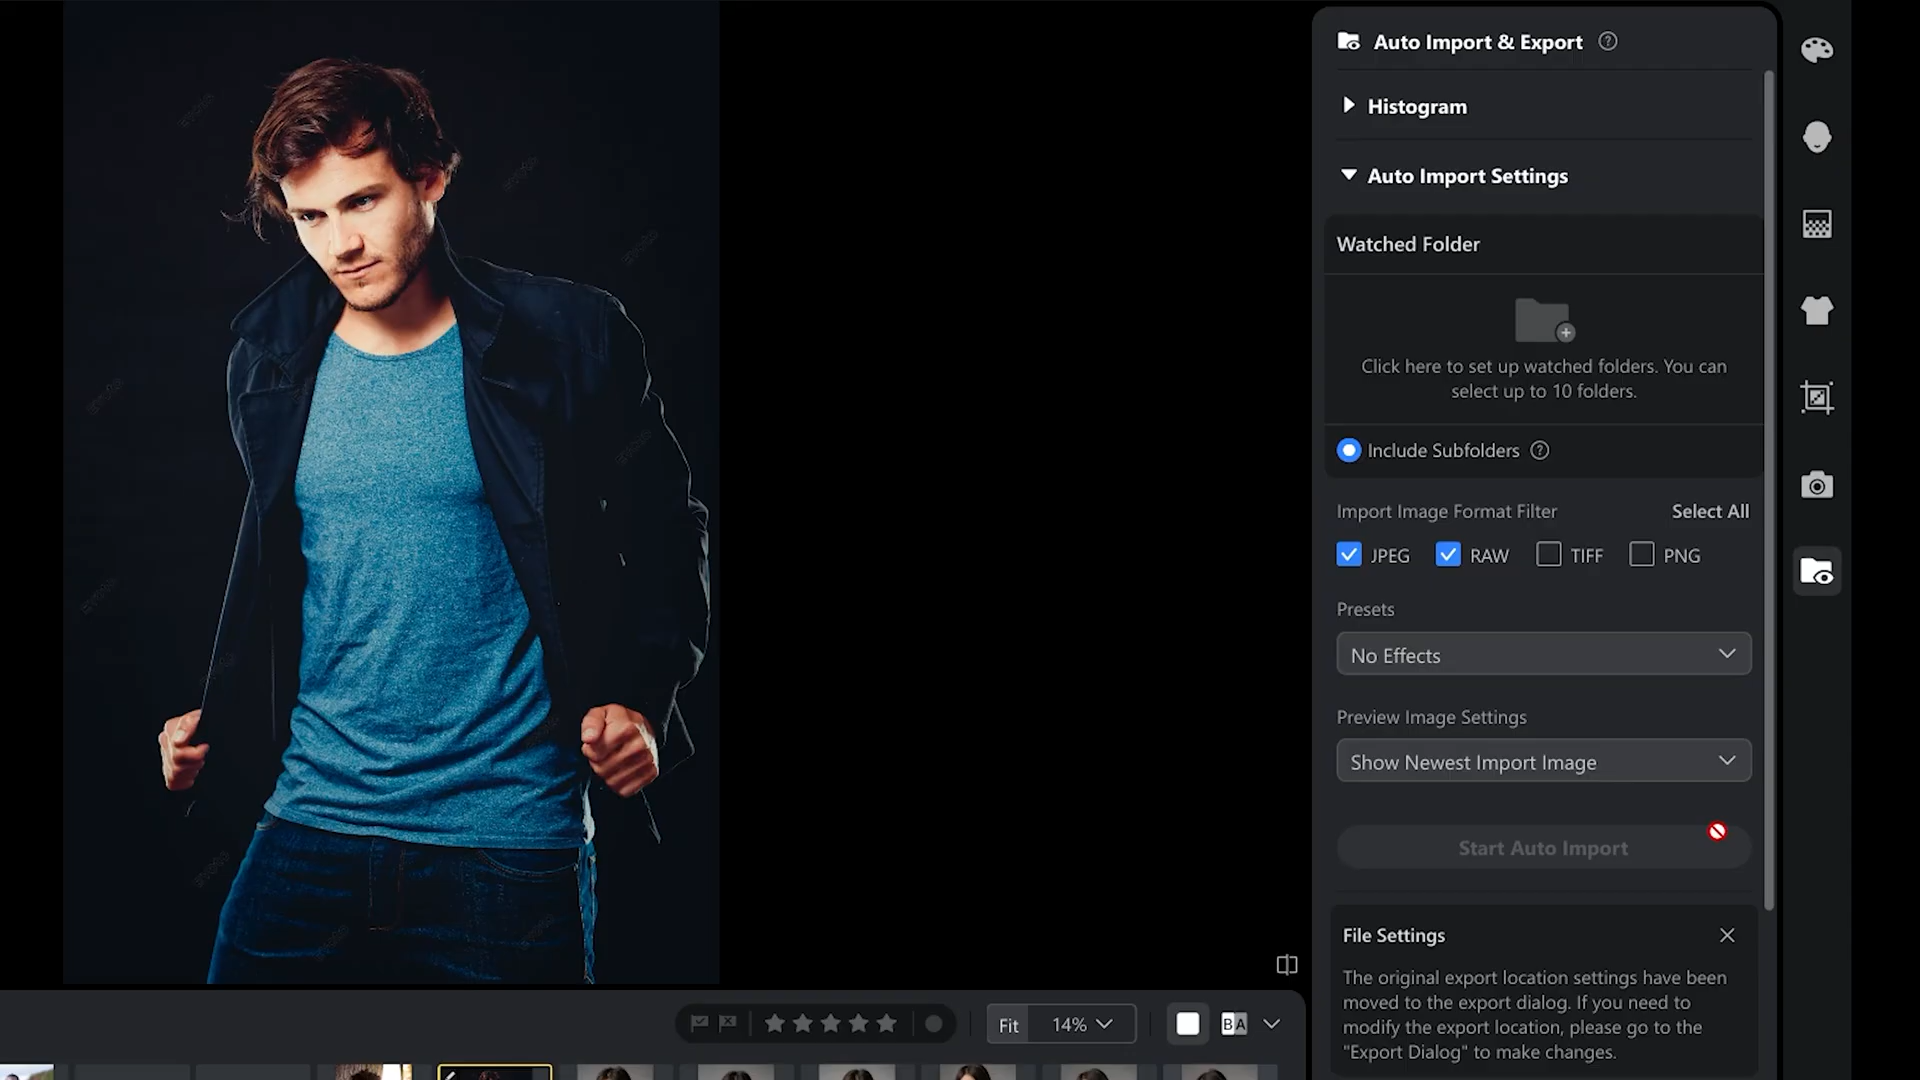 Auto Import & Export
Histogram
Auto Import Settings
Watched Folder
Click here to set up watched folders. You can
select up to 10 folders.
Include Subfolders
Import Image Format Filter Select All
JPEG RAW TIFF PNG
Presets
No Effects
Preview Image Settings
Show Newest Import Image
Start Auto Import
File Settings
The original export location settings have been
moved to the export dialog. If you need to
modify the export location, please go to the
"Export Dialog" to make changes.
Fit 14% BA